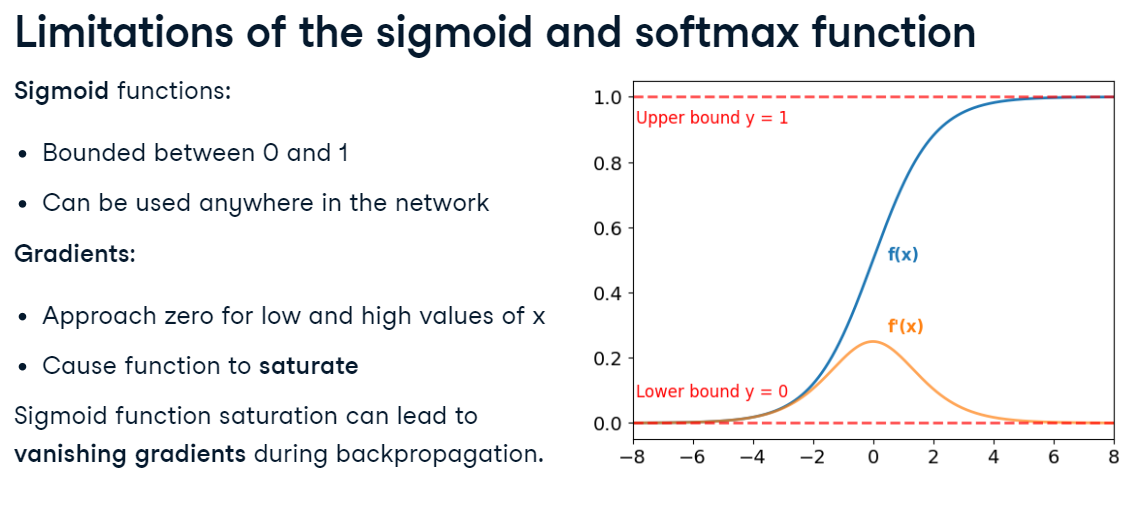 Limitations of the sigmoid and softmax function
Sigmoid functions:
• Bounded between 0 and 1
• Can be used anywhere in the network
Gradients:
• Approach zero for low and high values of x
• Cause function to saturate
Sigmoid function saturation can lead to
vanishing gradients during backpropagation.
1.0
Upper bound y = 1
0.8
0.6
f(x)
0.4
f'(x)
0.2
Lower bound y = 0
0.0
−8 −6 −4 −2 0 2 4 6 8